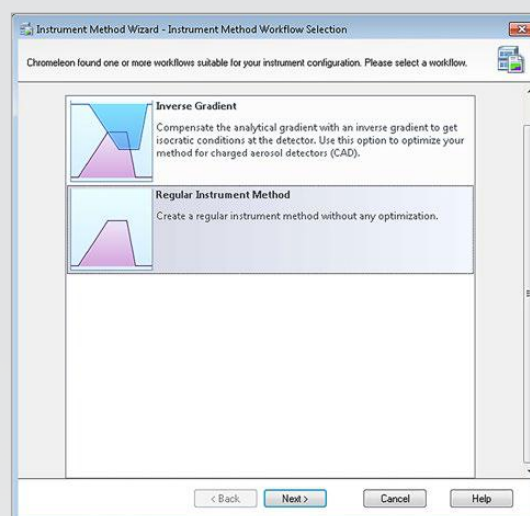 Instrument Method Wizard - Instrument Method Workflow Selection
Chromeleon found one or more workflows suitable for your instrument configuration. Please select a workflow.
Inverse Gradient
Compensate the analytical gradient with an inverse gradient to get
isocratic conditions at the detector. Use this option to optimize your
method for charged aerosol detectors (CAD).
Regular Instrument Method
Create a regular instrument method without any optimization.
< Back Next > Cancel Help